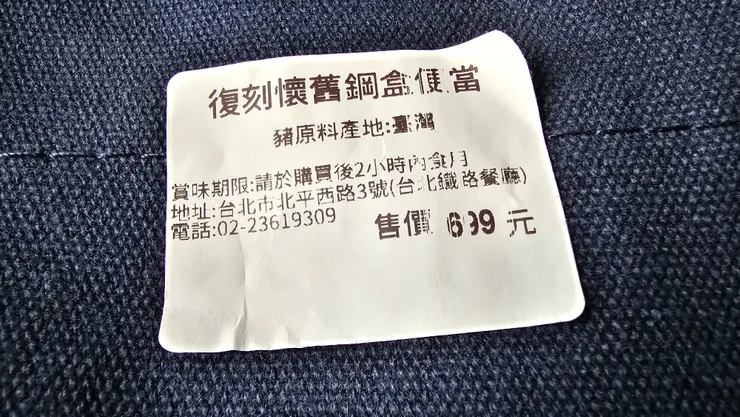 復刻懷舊鋼盒便當
豬原料產地:臺灣
賞味期限:請於購買後2小時內食用
地址:台北市北平西路3號(台北鐵路餐廳)
電話:02-23619309
售價 699 元